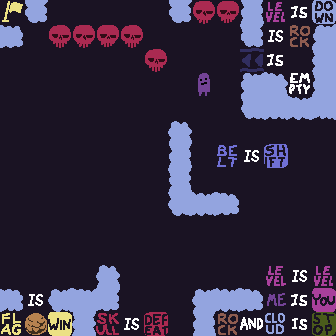 LEVEL IS DOWN
IS ROCK
IS
EMPTY
BELT IS SHIFT
LEVEL IS LEVEL
IS ME IS YOU
FLAG WIN SKULL IS DEFEAT ROCK AND CLOUD IS STOP